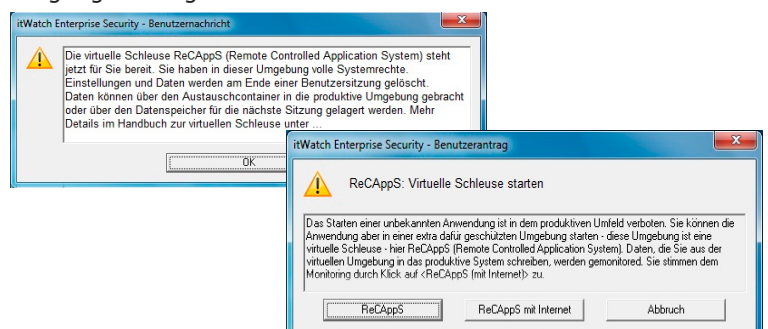 itWatch Enterprise Security - Benutzernachricht
Die virtuelle Schleuse ReCAppS (Remote Controlled Application System) steht
jetzt für Sie bereit. Sie haben in dieser Umgebung volle Systemrechte.
Einstellungen und Daten werden am Ende einer Benutzersitzung gelöscht.
Daten können über den Austauschcontainer in die produktive Umgebung gebracht
oder über den Datenspeicher für die nächste Sitzung gelagert werden. Mehr
Details im Handbuch zur virtuellen Schleuse unter ...
OK
itWatch Enterprise Security - Benutzerantrag
ReCAppS: Virtuelle Schleuse starten
Das Starten einer unbekannten Anwendung ist in dem produktiven Umfeld verboten. Sie können die
Anwendung aber in einer extra dafür geschützten Umgebung starten - diese Umgebung ist eine
virtuelle Schleuse - hier ReCAppS (Remote Controlled Application System). Daten, die Sie aus der
virtuellen Umgebung in das produktive System schreiben, werden gemonitored. Sie stimmen dem
Monitoring durch Klick auf <ReCAppS (mit Internet)> zu.
ReCAppS
ReCAppS mit Internet
Abbruch